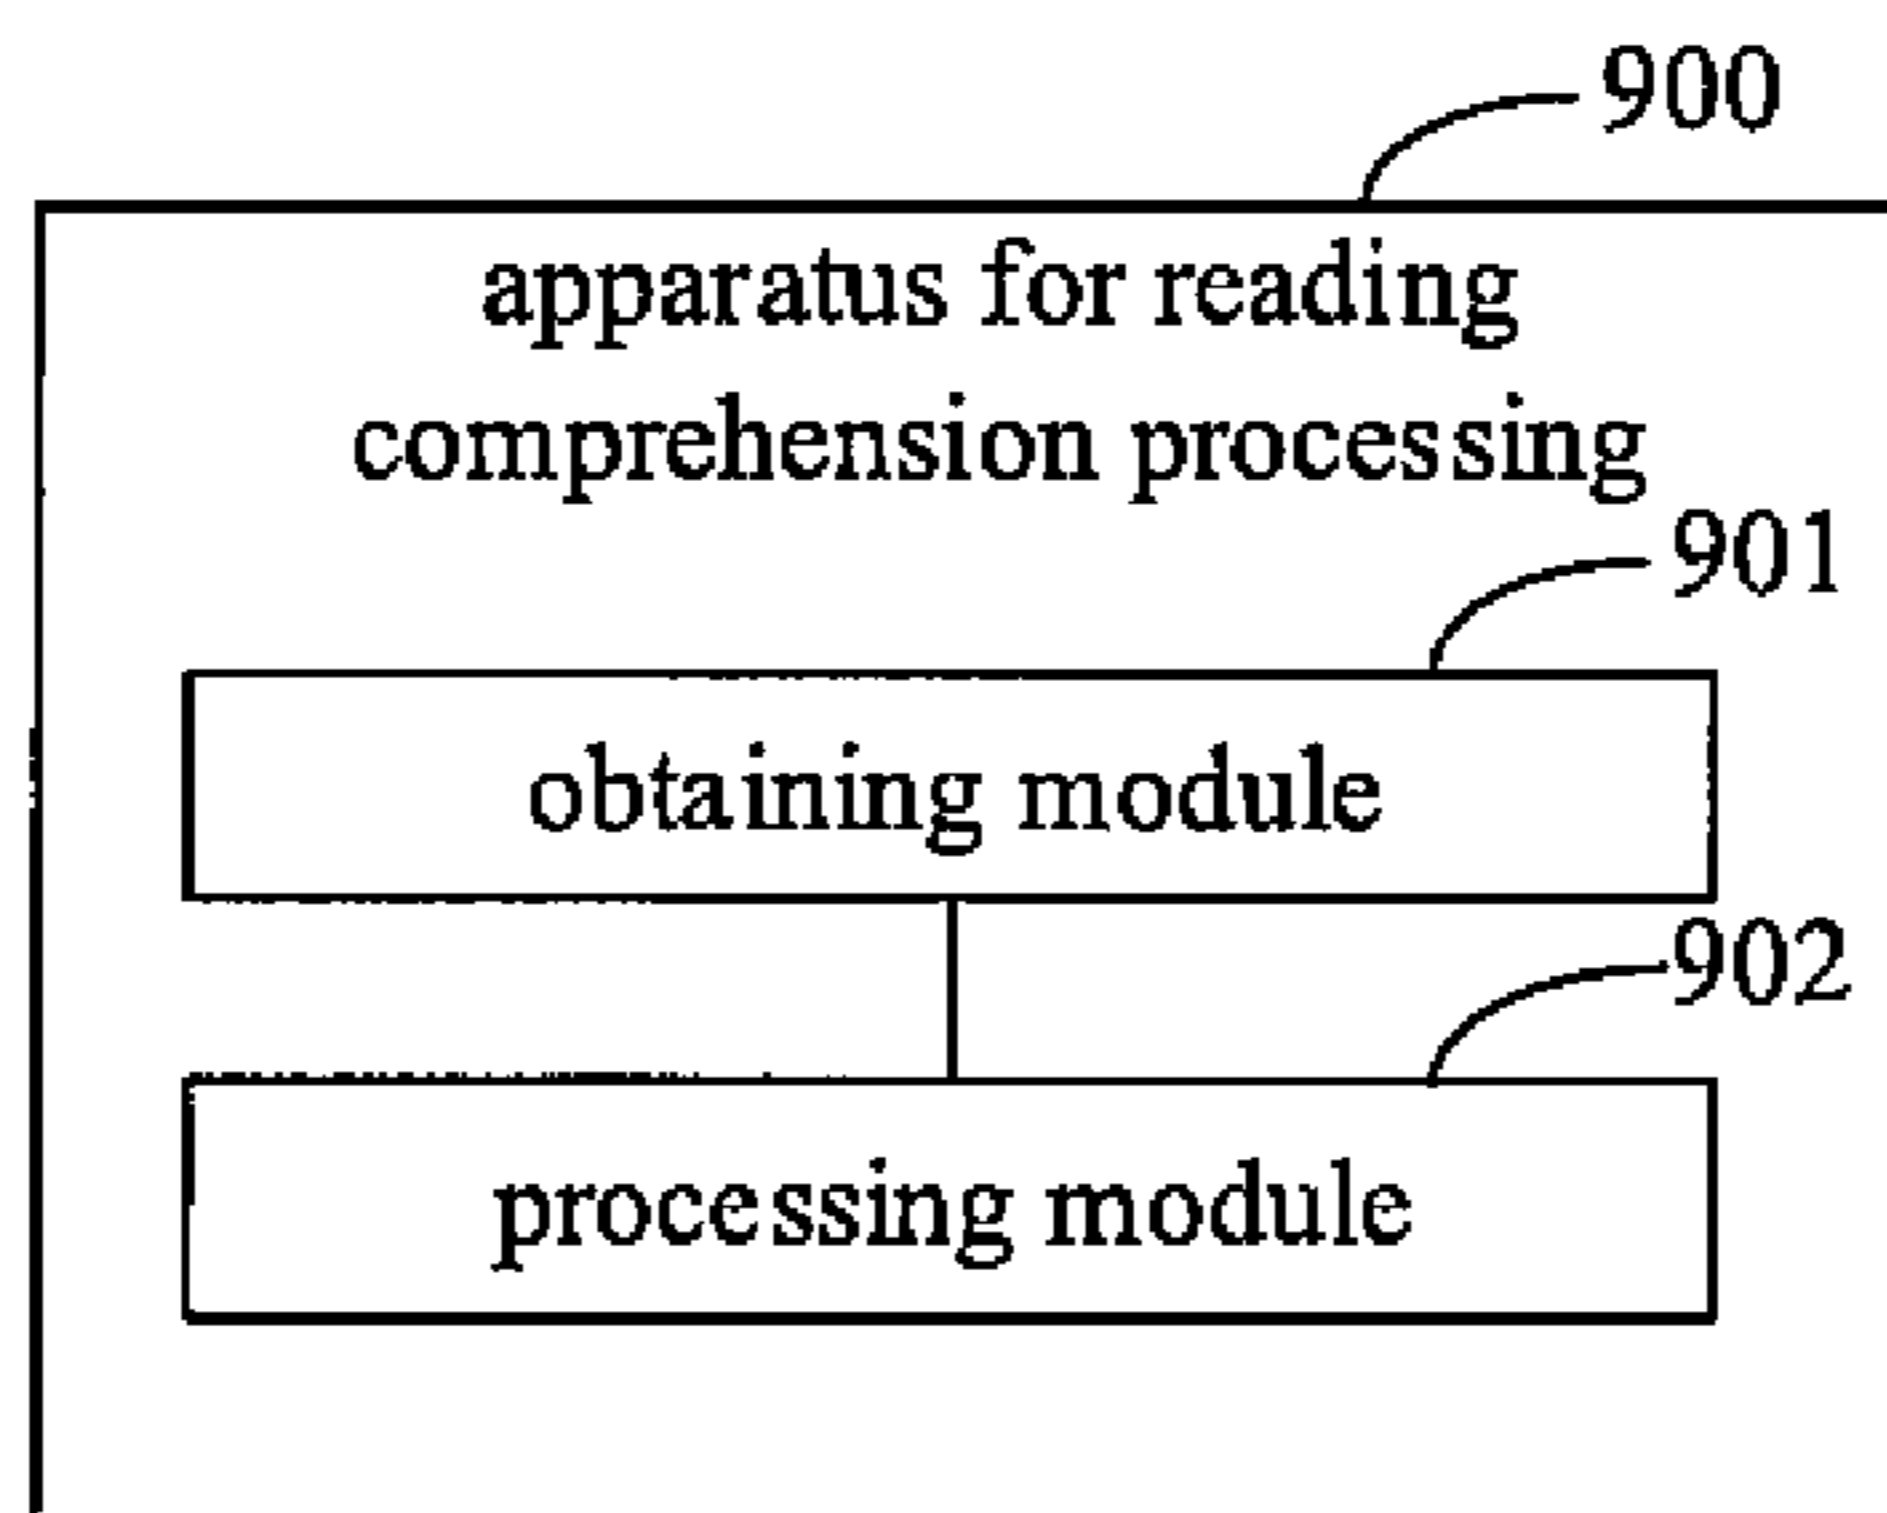 900
apparatus for reading
comprehension processing
901
obtaining module
902
processing module